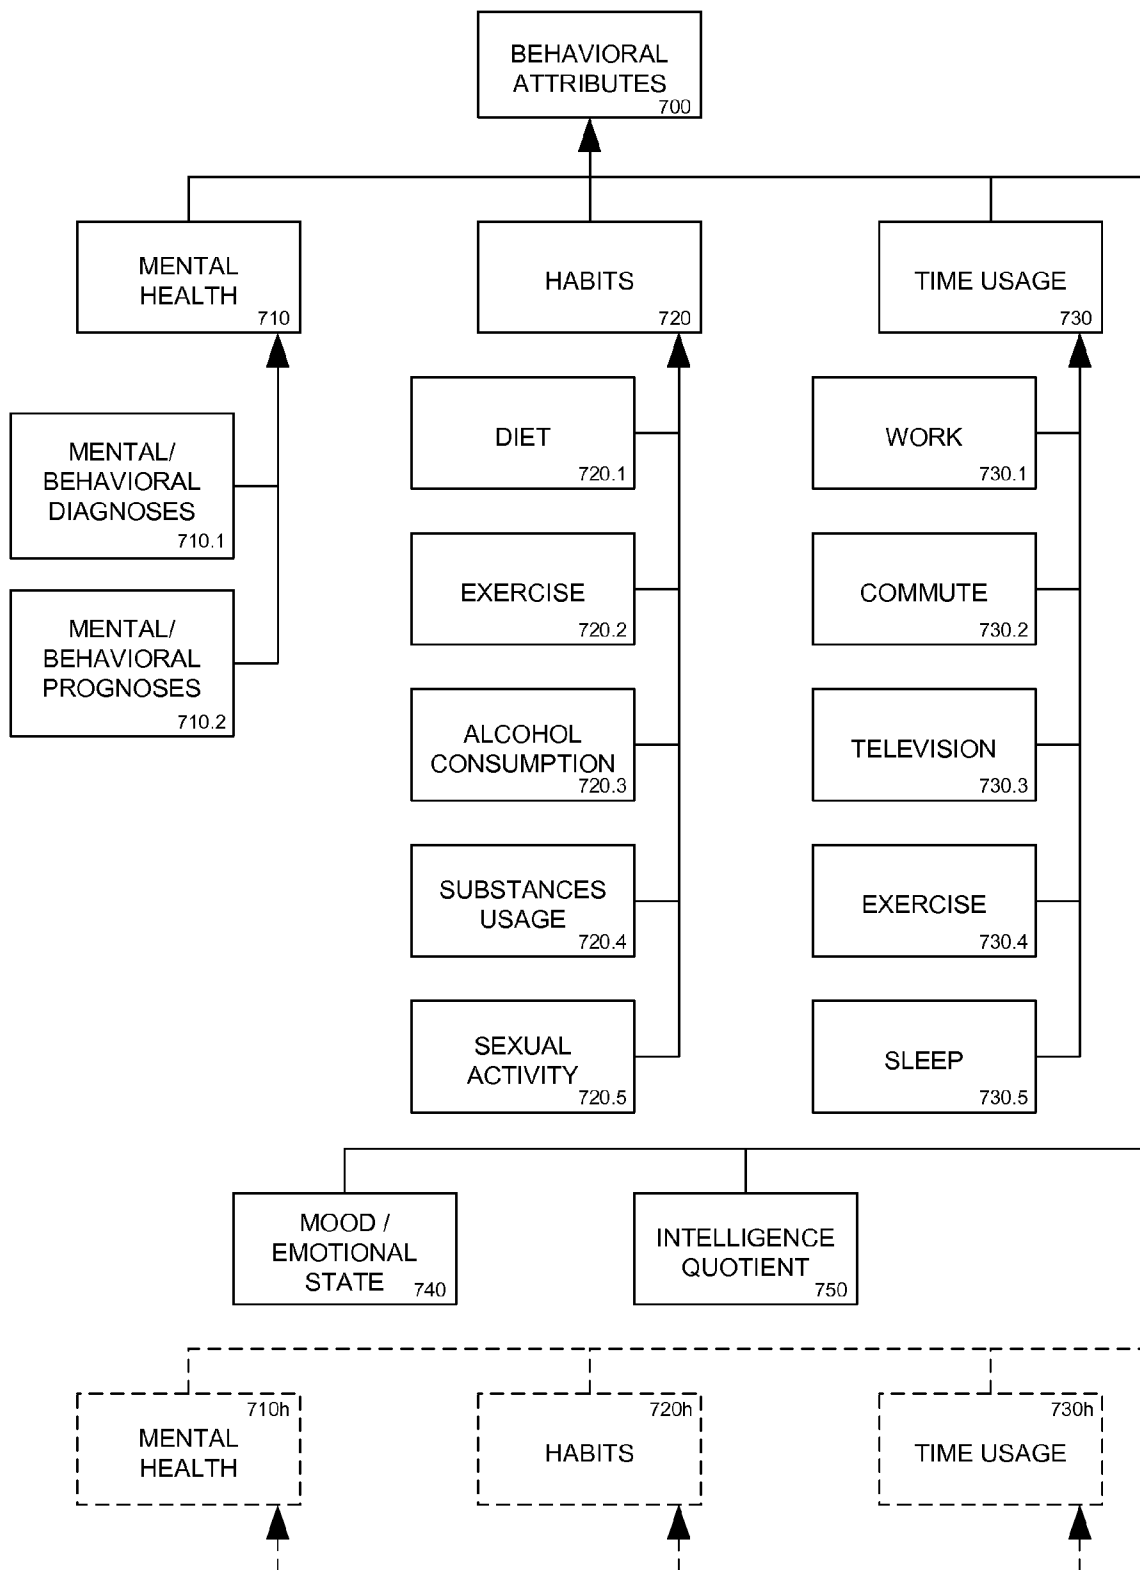 BEHAVIORAL
ATTRIBUTES
700
MENTAL
HEALTH
710
HABITS
720
TIME USAGE
730
MENTAL/
BEHAVIORAL
DIAGNOSES
710.1
MENTAL/
BEHAVIORAL
PROGNOSES
710.2
DIET
720.1
EXERCISE
720.2
ALCOHOL
CONSUMPTION
720.3
SUBSTANCES
USAGE
720.4
SEXUAL
ACTIVITY
720.5
WORK
730.1
COMMUTE
730.2
TELEVISION
730.3
EXERCISE
730.4
SLEEP
730.5
MOOD /
EMOTIONAL
STATE
740
INTELLIGENCE
QUOTIENT
750
710h
MENTAL
HEALTH
720h
HABITS
730h
TIME USAGE